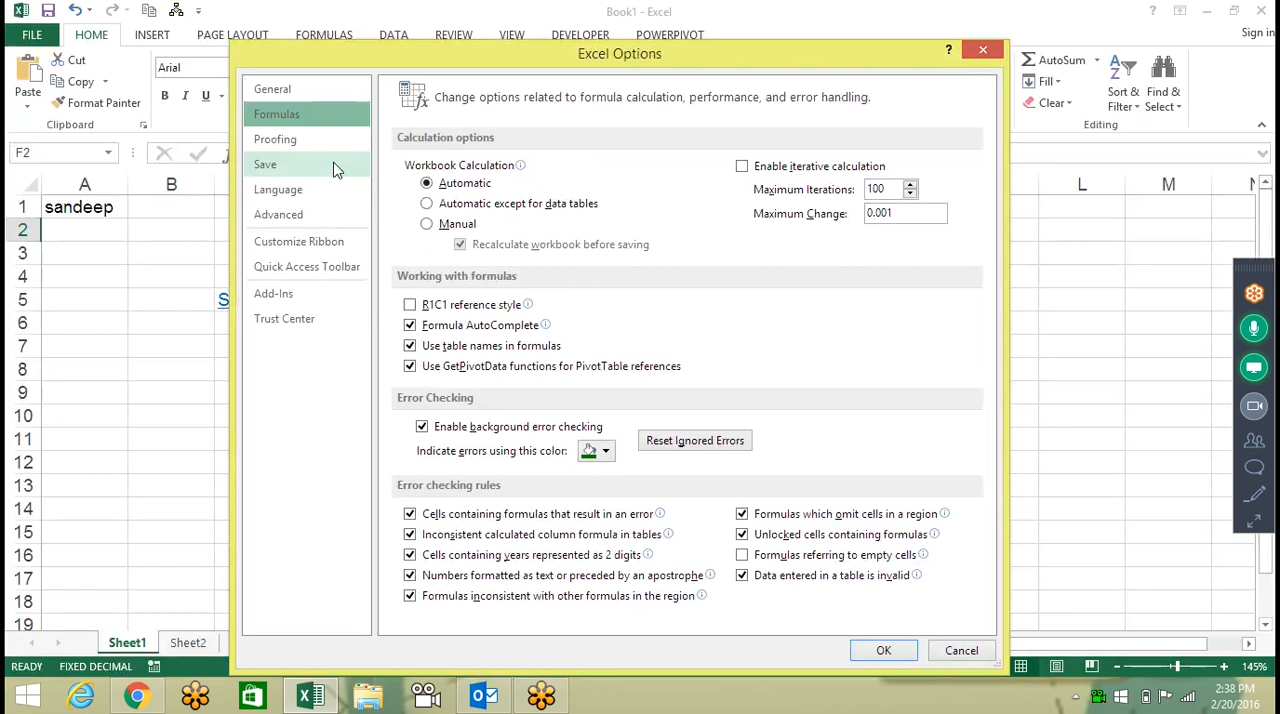 Book1 - Excel
FILE HOME INSERT PAGE LAYOUT FORMULAS DATA REVIEW VIEW DEVELOPER POWERPIVOT Sign in
Paste
Cut
Copy
Format Painter
Clipboard
Arial
B I U
AutoSum
Fill
Clear
Sort & Filter
Find & Select
Editing
F2
A B L M
1 sandeep
2
3
4
5 S
6
7
8
9
10
11
12
13
14
15
16
17
18
19
Excel Options
General
Formulas
Proofing
Save
Language
Advanced
Customize Ribbon
Quick Access Toolbar
Add-Ins
Trust Center
Change options related to formula calculation, performance, and error handling.
Calculation options
Workbook Calculation
Automatic
Automatic except for data tables
Manual
Recalculate workbook before saving
Enable iterative calculation
Maximum Iterations: 100
Maximum Change: 0.001
Working with formulas
R1C1 reference style
Formula AutoComplete
Use table names in formulas
Use GetPivotData functions for PivotTable references
Error Checking
Enable background error checking
Indicate errors using this color:
Reset Ignored Errors
Error checking rules
Cells containing formulas that result in an error
Inconsistent calculated column formula in tables
Cells containing years represented as 2 digits
Numbers formatted as text or preceded by an apostrophe
Formulas inconsistent with other formulas in the region
Formulas which omit cells in a region
Unlocked cells containing formulas
Formulas referring to empty cells
Data entered in a table is invalid
OK Cancel
Sheet1 Sheet2
READY FIXED DECIMAL 145%
2:38 PM
2/20/2016